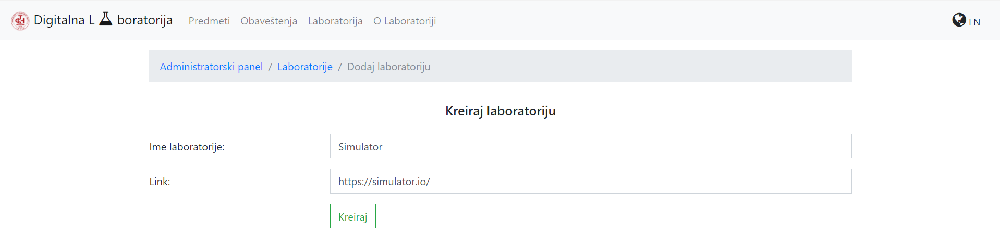 Digitalna L boratorija Predmeti Obaveštenja Laboratorija O Laboratoriji EN
Administratorski panel / Laboratorije / Dodaj laboratoriju
Kreiraj laboratoriju
Ime laboratorije: Simulator
Link: https://simulator.io/
Kreiraj